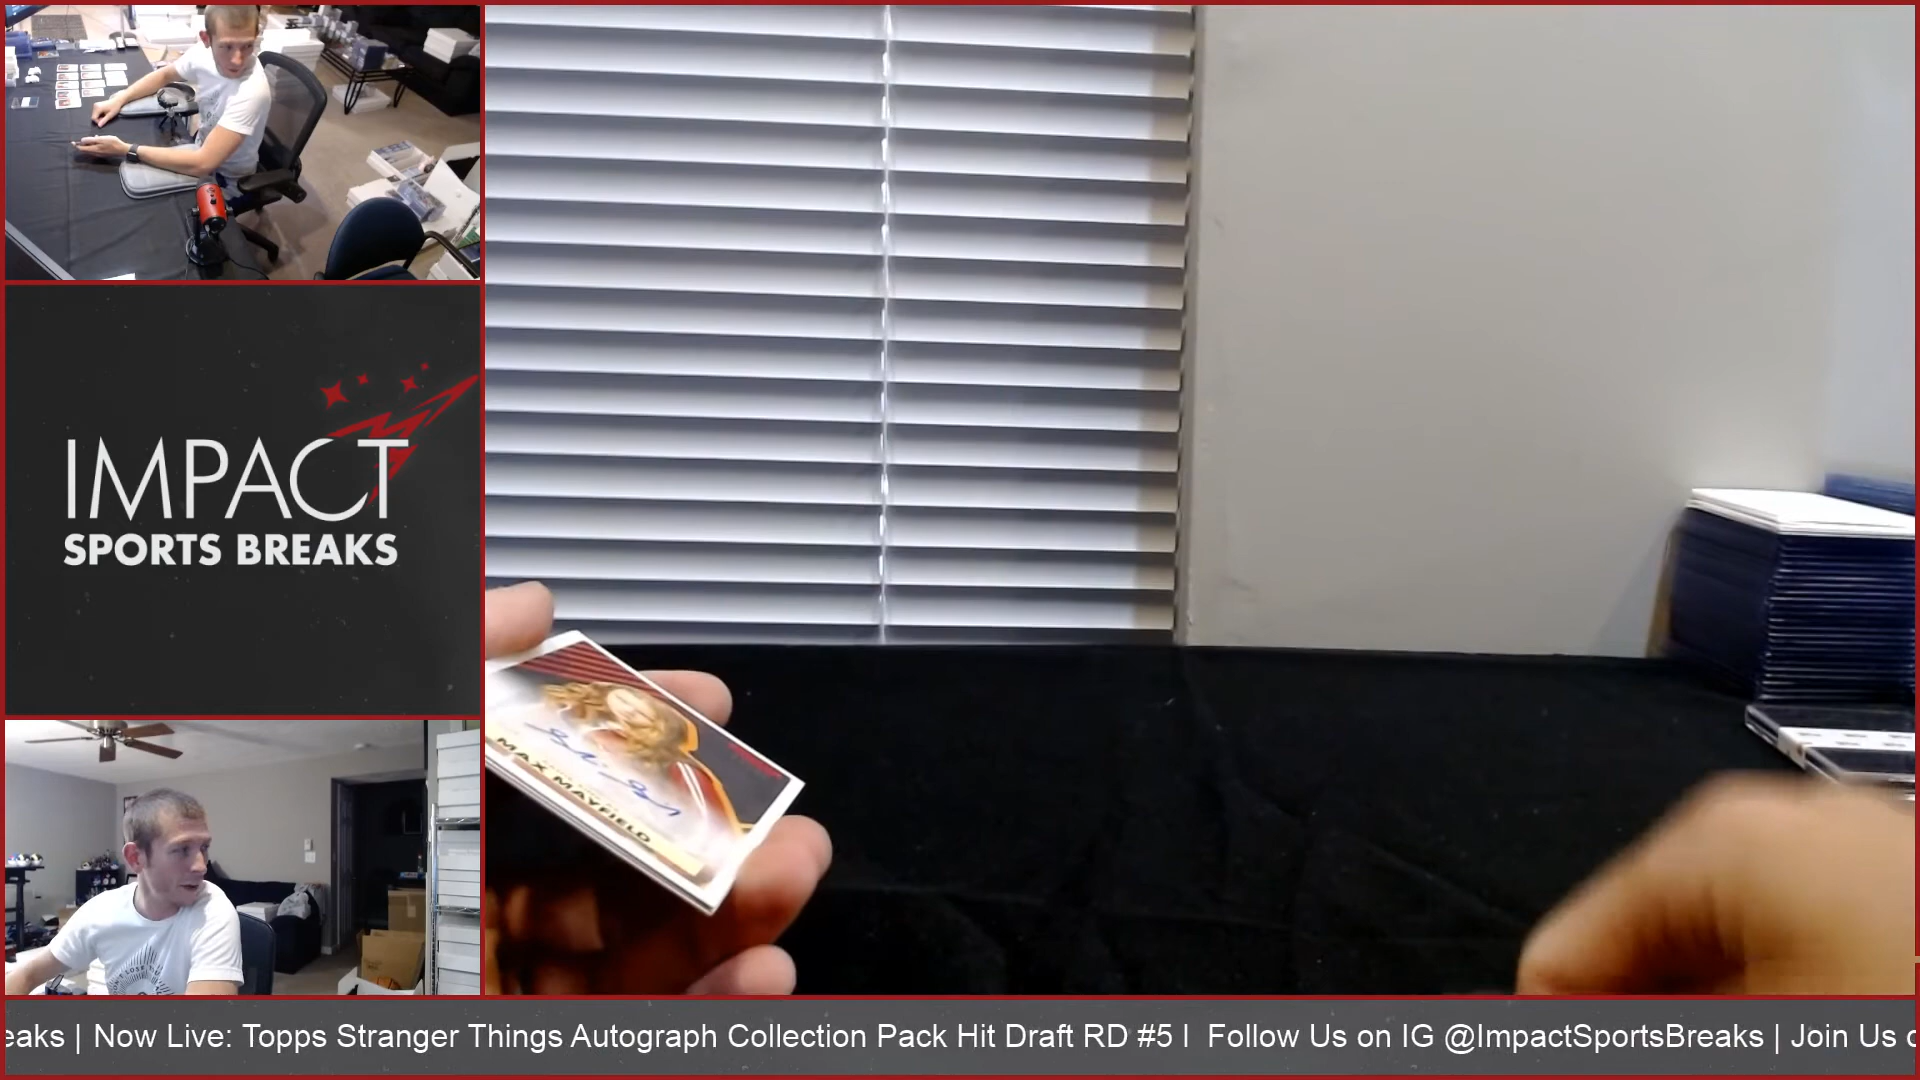 IMPACT
SPORTS BREAKS
MAX MAYFIELD
eaks | Now Live: Topps Stranger Things Autograph Collection Pack Hit Draft RD #5 I Follow Us on IG @ImpactSportsBreaks | Join Us